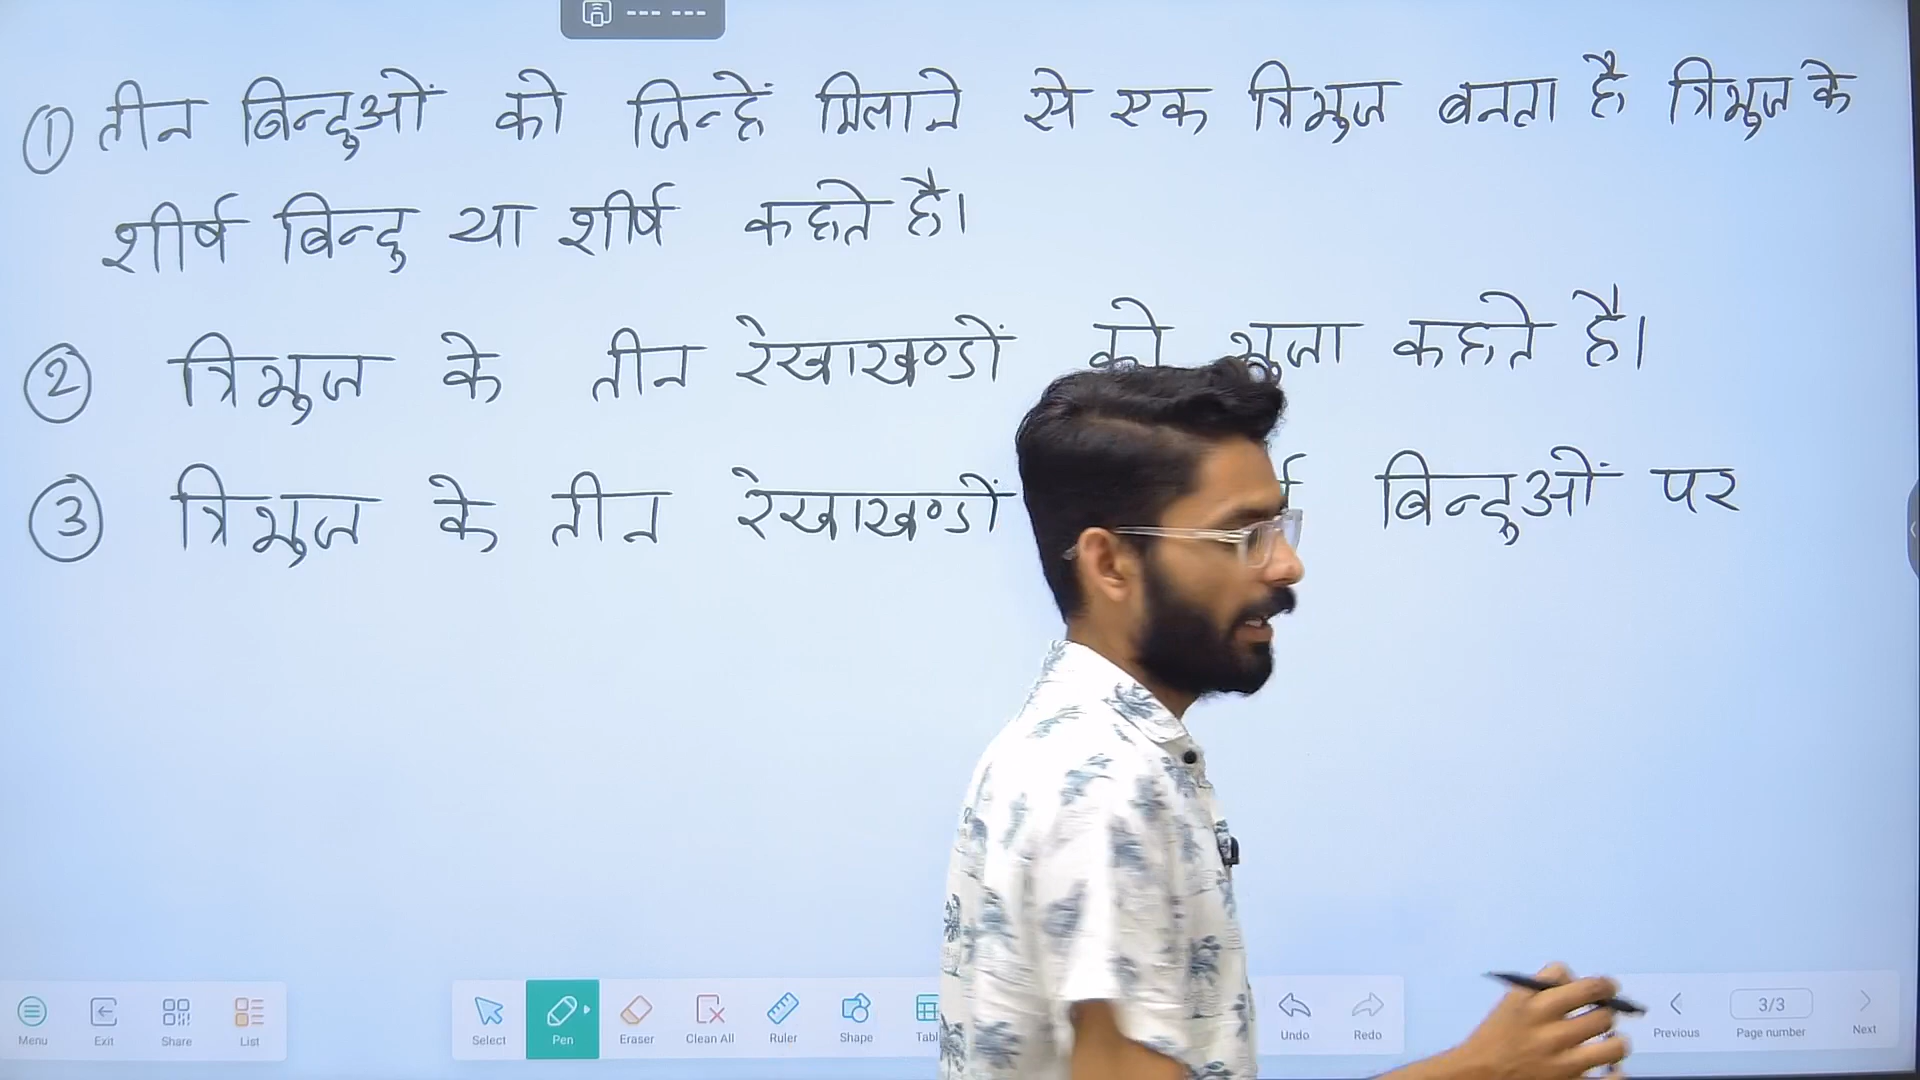 ① तीन बिन्दुओं को जिन्हें मिलाने से एक त्रिभुज बनता है त्रिभुज के
शीर्ष बिन्दु या शीर्ष कहते है।
② त्रिभुज के तीन रेखाखण्डों को भुजा कहते है।
③ त्रिभुज के तीन रेखाखण्डों बिन्दुओं पर
Menu Exit Share List Select Pen Eraser Clean All Ruler Shape Undo Redo Previous 3/3 Page number Next